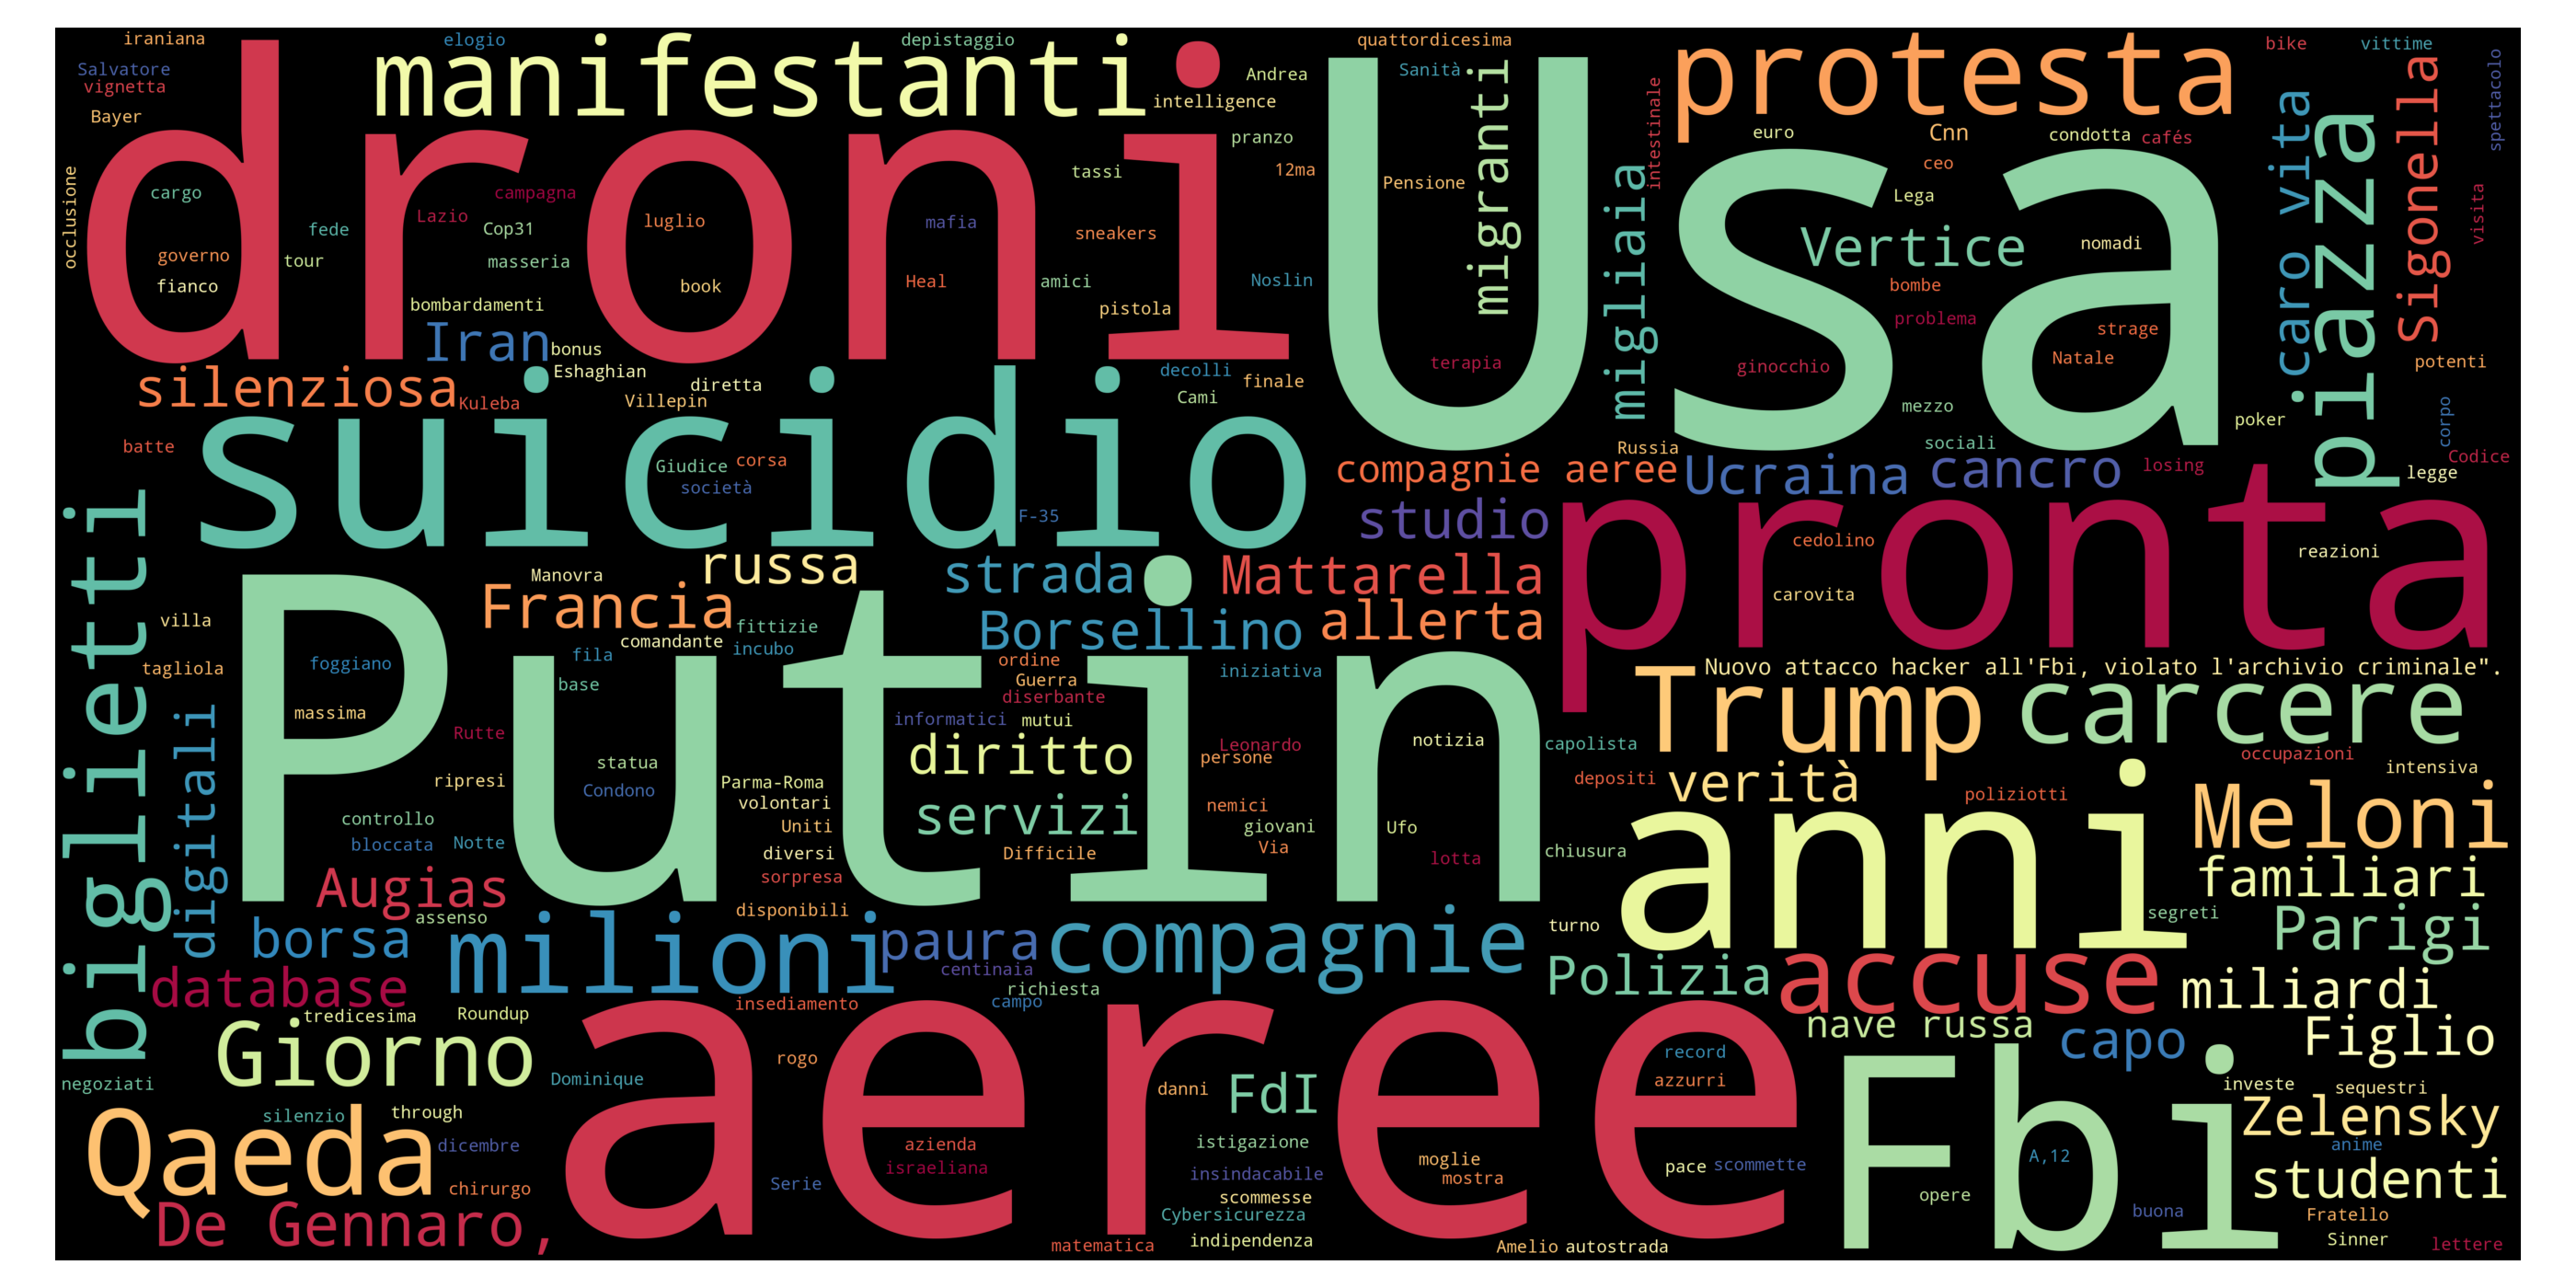 iraniana
elogio
depistaggio
quattordicesima
bike
vittime
Salvatore
vignetta
Bayer
manifestanti
Andrea
intelligence
Sanità
migranti
intestinale
protesta
spettacolo
Sigonella
caro vita
piazza
droni
Usa
pranzo
euro
Cnn
condotta
cafés
ceo
occlusione
cargo
campagna
tassi
12ma
Pensione
migliaia
Lega
visita
Lazio
Cop31
luglio
mafia
sneakers
fede
governo
tour
masseria
Vertice
nomadi
fianco
book
Heal
amici
Noslin
bombe
bombardamenti
pistola
problema
strage
Iran
bonus
Eshaghian
diretta
decolli
finale
terapia
ginocchio
Natale
potenti
silenziosa
Kuleba
Villepin
Cami
mezzo
poker
corpo
batte
suicidio
Russia
sociali
Giudice
corsa
società
compagnie aeree
Ucraina
cancro
losing
Codice
legge
biglietti
F-35
studio
pronta
cedolino
reazioni
russa
Manovra
strada
Mattarella
carovita
Francia
villa
comandante
fittizie
incubo
Borsellino
allerta
tagliola
foggiano
fila
base
ordine
Guerra
diserbante
iniziativa
Nuovo attacco hacker all'Fbi, violato l'archivio criminale".
Putin
Trump
carcere
massima
informatici
mutui
digitali
Rutte
diritto
Leonardo
persone
notizia
capolista
occupazioni
statua
ripresi
Condono
Parma-Roma
volontari
depositi
verità
intensiva
poliziotti
controllo
Uniti
servizi
nemici
giovani
Ufo
Meloni
bloccata
Notte
diversi
Difficile
Via
lotta
chiusura
anni
Augias
sorpresa
familiari
assenso
disponibili
segreti
borsa
milioni
paura
compagnie
turno
Parigi
database
centinaia
richiesta
Polizia
accuse
miliardi
insediamento
campo
tredicesima
Roundup
Giorno
nave russa
capo
Figlio
rogo
record
negoziati
Dominique
aeree
danni
FdI
azzurri
Fbi
investe
sequestri
Qaeda
silenzio
through
Zelensky
dicembre
azienda
istigazione
anime
israeliana
insindacabile
moglie
mostra
pace
scommette
A,12
studenti
chirurgo
Serie
scommesse
opere
De Gennaro,
Cybersicurezza
buona
Fratello
matematica
indipendenza
Amelio
autostrada
Sinner
lettere